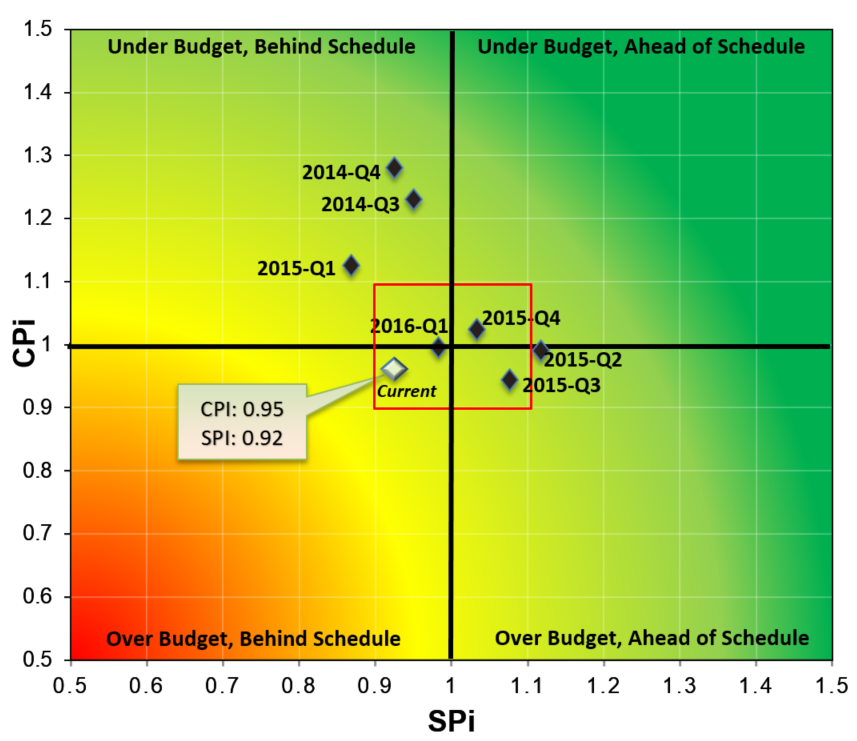 1.5
Under Budget, Behind Schedule
Under Budget, Ahead of Schedule
1.4
1.3
2014-Q4
2014-Q3
1.2
2015-Q1
1.1
2016-Q1
2015-Q4
CPi
1
2015-Q2
2015-Q3
Current
CPI: 0.95
SPI: 0.92
0.9
0.8
0.7
0.6
Over Budget, Behind Schedule
Over Budget, Ahead of Schedule
0.5
0.5 0.6 0.7 0.8 0.9 1 1.1 1.2 1.3 1.4 1.5
SPi